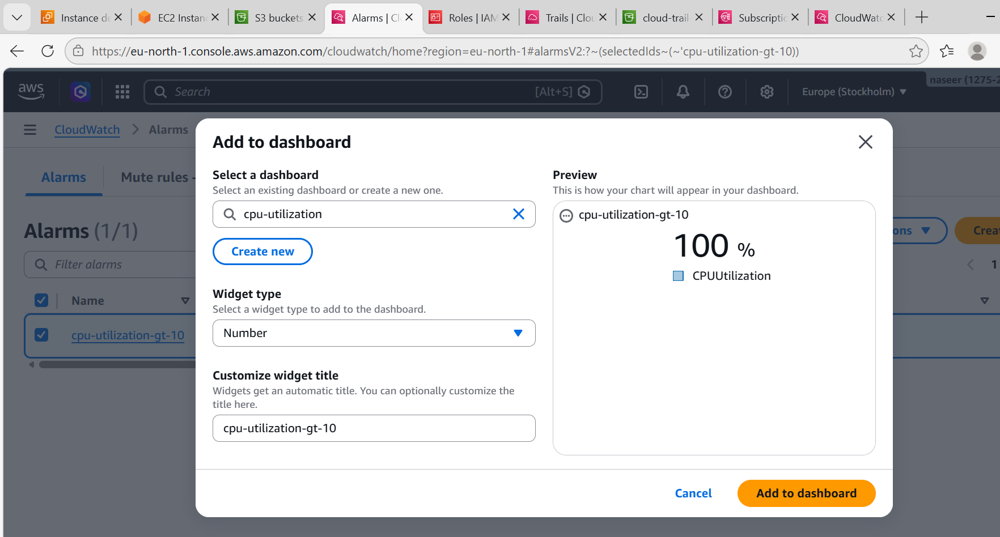 Instance de
EC2 Instan
S3 buckets
Alarms | Cl
Roles | IAM
Trails | Clou
cloud-trail-
Subscriptic
CloudWatc
https://eu-north-1.console.aws.amazon.com/cloudwatch/home?region=eu-north-1#alarmsV2:?~(selectedIds~(~'cpu-utilization-gt-10))
aws
Search
[Alt+S]
Europe (Stockholm)
naseer (1275-2
CloudWatch
Alarms
Alarms
Mute rules -
Alarms (1/1)
ons
Crea
Filter alarms
1
Name
cpu-utilization-gt-10
Add to dashboard
Select a dashboard
Select an existing dashboard or create a new one.
cpu-utilization
Create new
Widget type
Select a widget type to add to the dashboard.
Number
Customize widget title
Widgets get an automatic title. You can optionally customize the
title here.
cpu-utilization-gt-10
Preview
This is how your chart will appear in your dashboard.
cpu-utilization-gt-10
100 %
CPUUtilization
Cancel
Add to dashboard